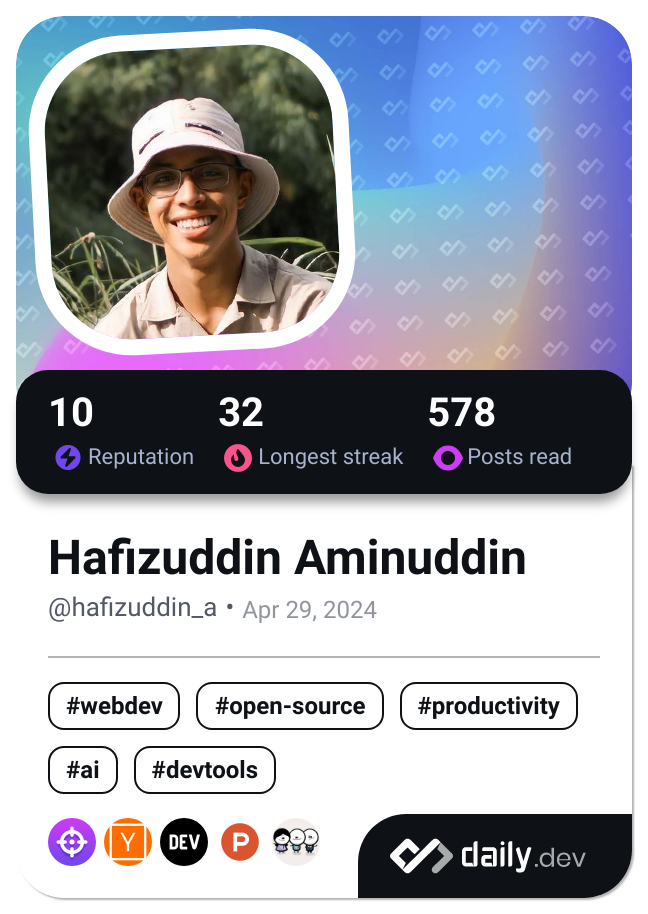 10 32 578
Reputation Longest streak Posts read
Hafizuddin Aminuddin
@hafizuddin_a • Apr 29, 2024
#webdev #open-source #productivity
#ai #devtools
Y DEV P
daily.dev